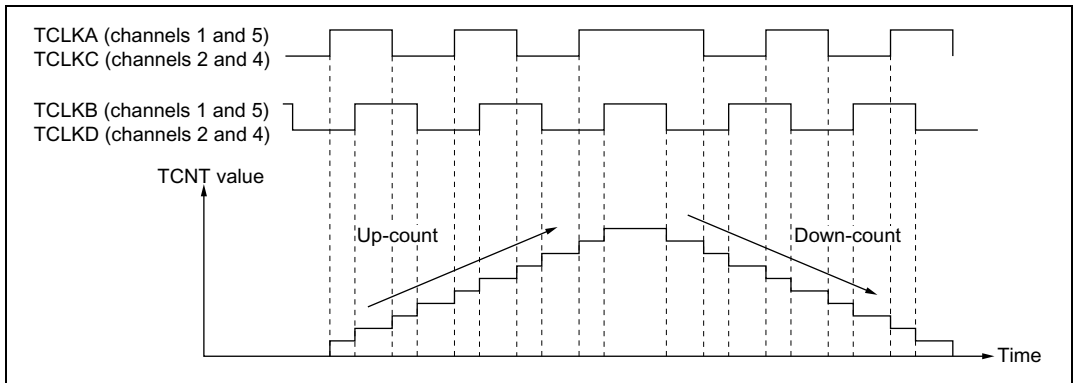 TCLKA (channels 1 and 5)
TCLKC (channels 2 and 4)
TCLKB (channels 1 and 5)
TCLKD (channels 2 and 4)
TCNT value
Up-count
Down-count
Time